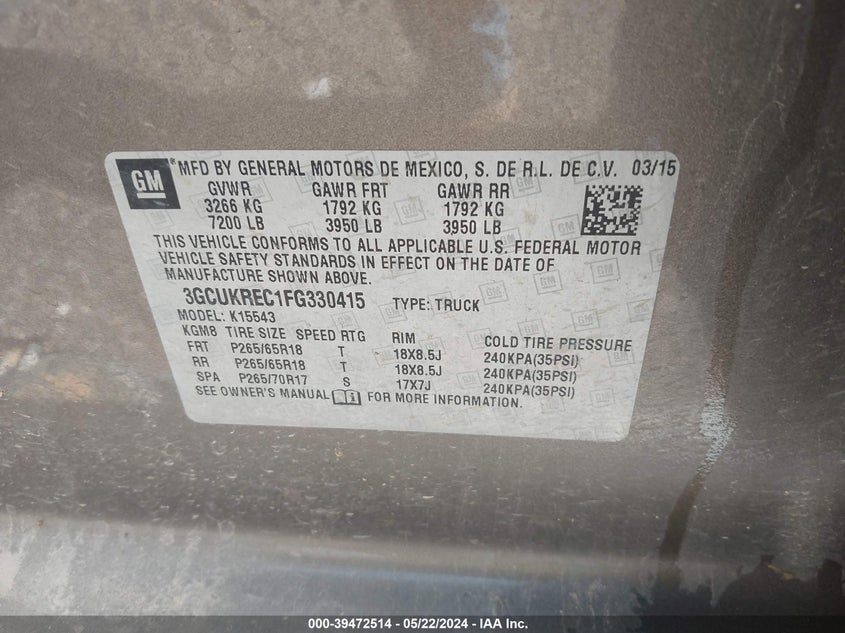 GM ® MFD BY GENERAL MOTORS DE MEXICO, S. DE R.L. DE C.V. 03/15
GVWR GAWR FRT GAWR RR
3266 KG 1792 KG 1792 KG
7200 LB 3950 LB 3950 LB
THIS VEHICLE CONFORMS TO ALL APPLICABLE U.S. FEDERAL MOTOR
VEHICLE SAFETY STANDARDS IN EFFECT ON THE DATE OF
MANUFACTURE SHOWN ABOVE.
3GCUKREC1FG330415 TYPE: TRUCK
MODEL: K15543
KGM8 TIRE SIZE SPEED RTG RIM COLD TIRE PRESSURE
FRT P265/65R18 T 18X8.5J 240KPA(35PSI)
RR P265/65R18 T 18X8.5J 240KPA(35PSI)
SPA P265/70R17 S 17X7J 240KPA(35PSI)
SEE OWNER'S MANUAL FOR MORE INFORMATION.
000-39472514 - 05/22/2024 - IAA Inc.